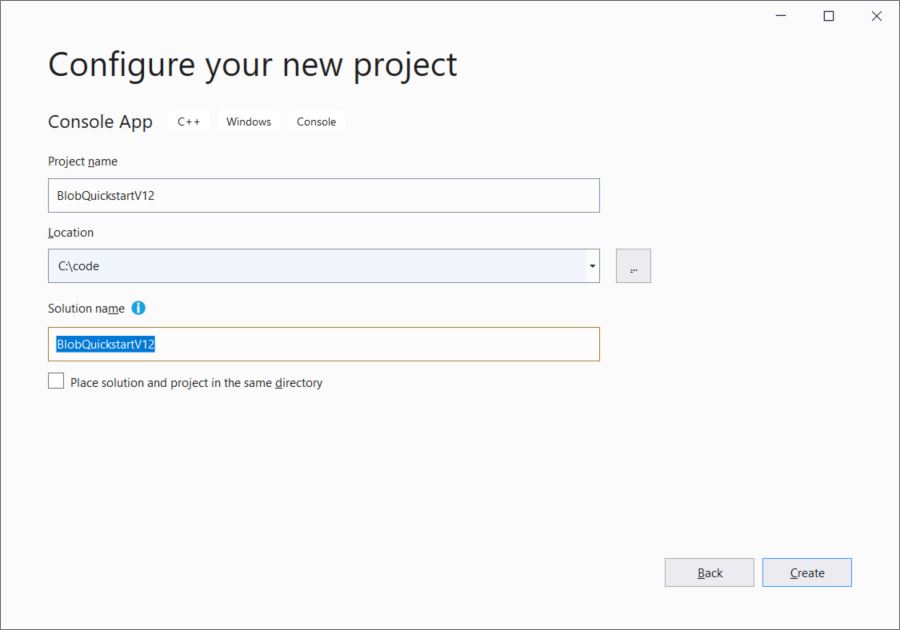 Configure your new project
Console App C++ Windows Console
Project name
BlobQuickstartV12
Location
C:\code
...
Solution name
BlobQuickstartV12
Place solution and project in the same directory
Back Create